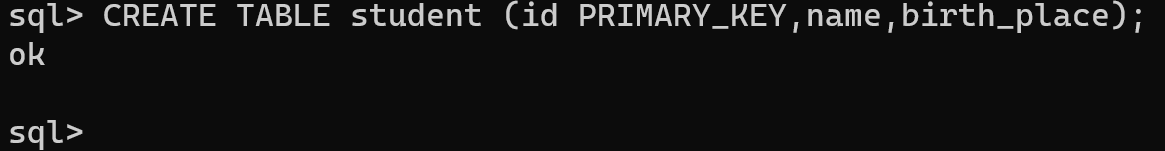 sql> CREATE TABLE student (id PRIMARY_KEY,name,birth_place);
ok
sql>